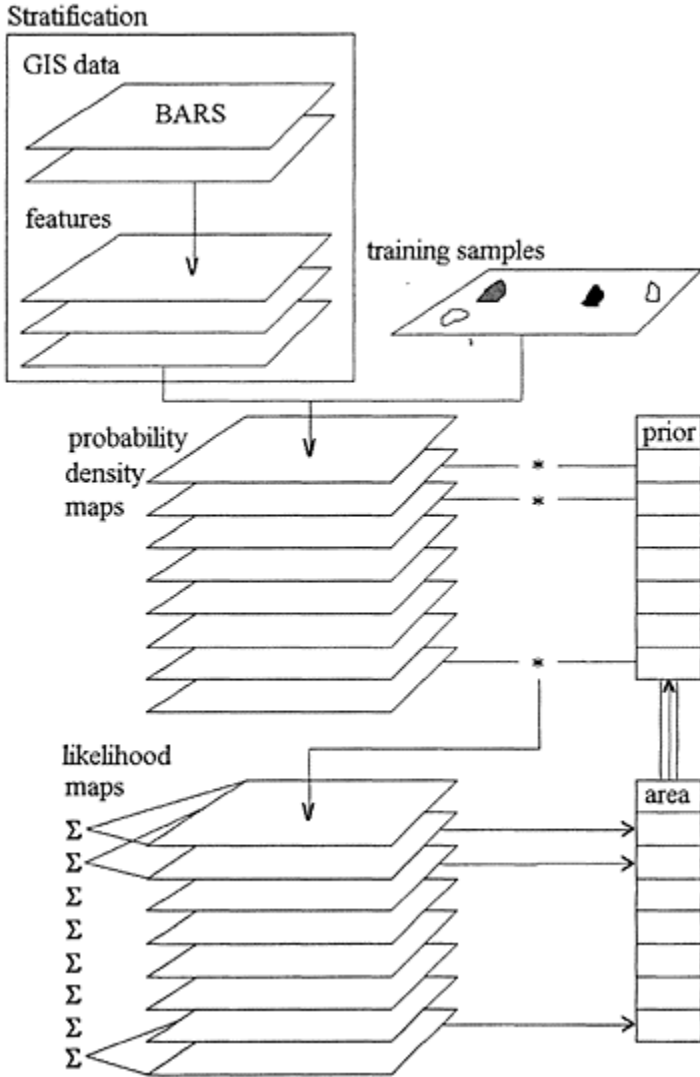 Stratification
GIS data
BARS
features
training samples
probability
density
maps
prior
*
*
*
likelihood
maps
area
Σ
Σ
Σ
Σ
Σ
Σ
Σ
Σ